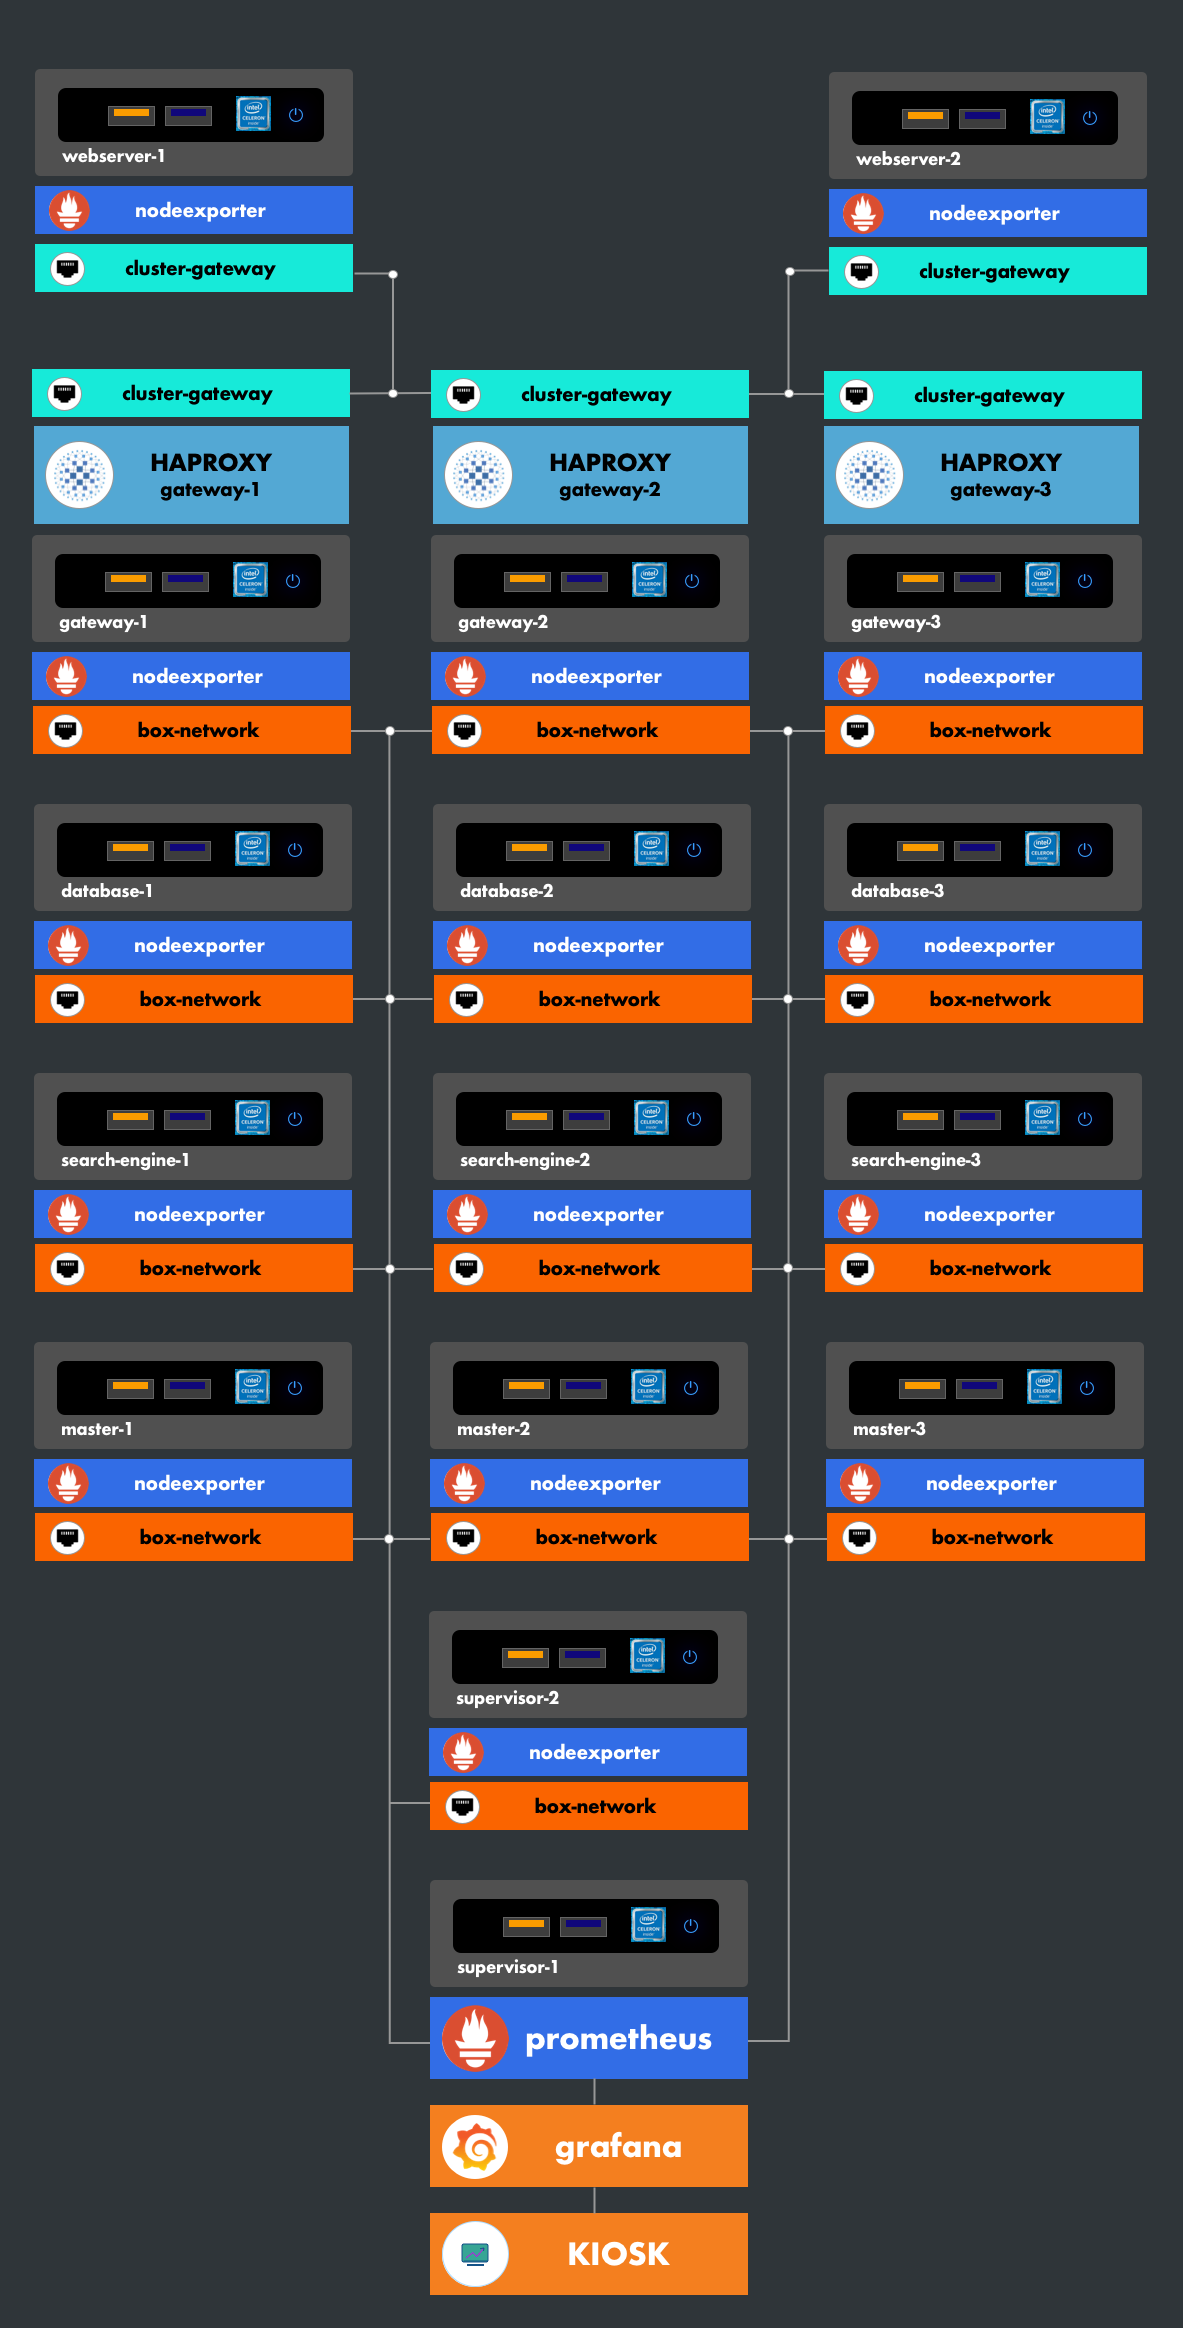 webserver-1
nodeexporter
cluster-gateway
webserver-2
nodeexporter
cluster-gateway
cluster-gateway
HAPROXY
gateway-1
gateway-1
nodeexporter
box-network
cluster-gateway
HAPROXY
gateway-2
gateway-2
nodeexporter
box-network
cluster-gateway
HAPROXY
gateway-3
gateway-3
nodeexporter
box-network
database-1
nodeexporter
box-network
database-2
nodeexporter
box-network
database-3
nodeexporter
box-network
search-engine-1
nodeexporter
box-network
search-engine-2
nodeexporter
box-network
search-engine-3
nodeexporter
box-network
master-1
nodeexporter
box-network
master-2
nodeexporter
box-network
master-3
nodeexporter
box-network
supervisor-2
nodeexporter
box-network
supervisor-1
prometheus
grafana
KIOSK